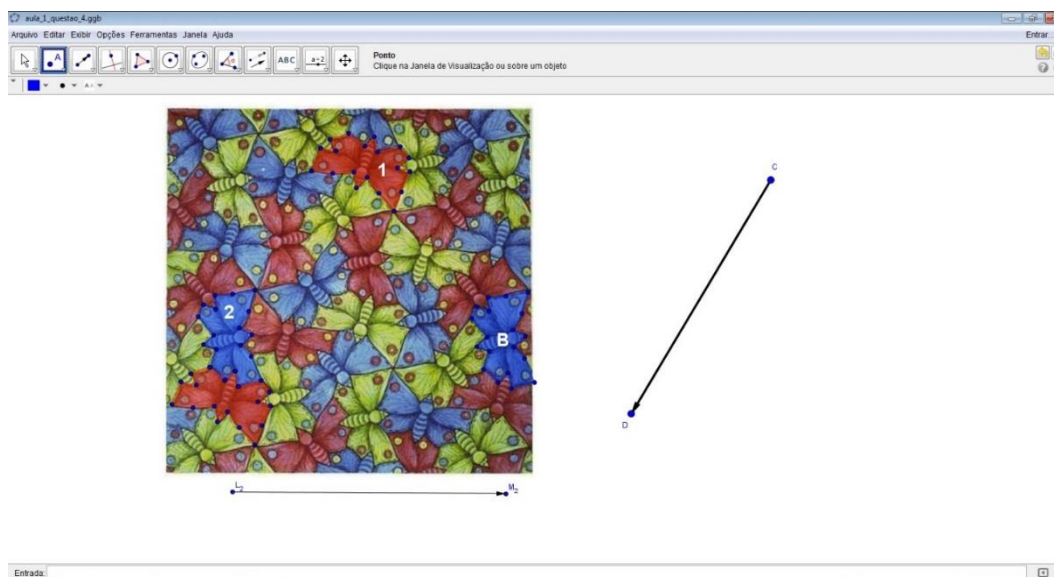 aula_1_questao_4.ggb
Arquivo Editar Exibir Opções Ferramentas Janela Ajuda
Entrar...
A
ABC
a=2
Ponto
Clique na Janela de Visualização ou sobre um objeto
1
C
2
B
D
L₂
M₂
Entrada: